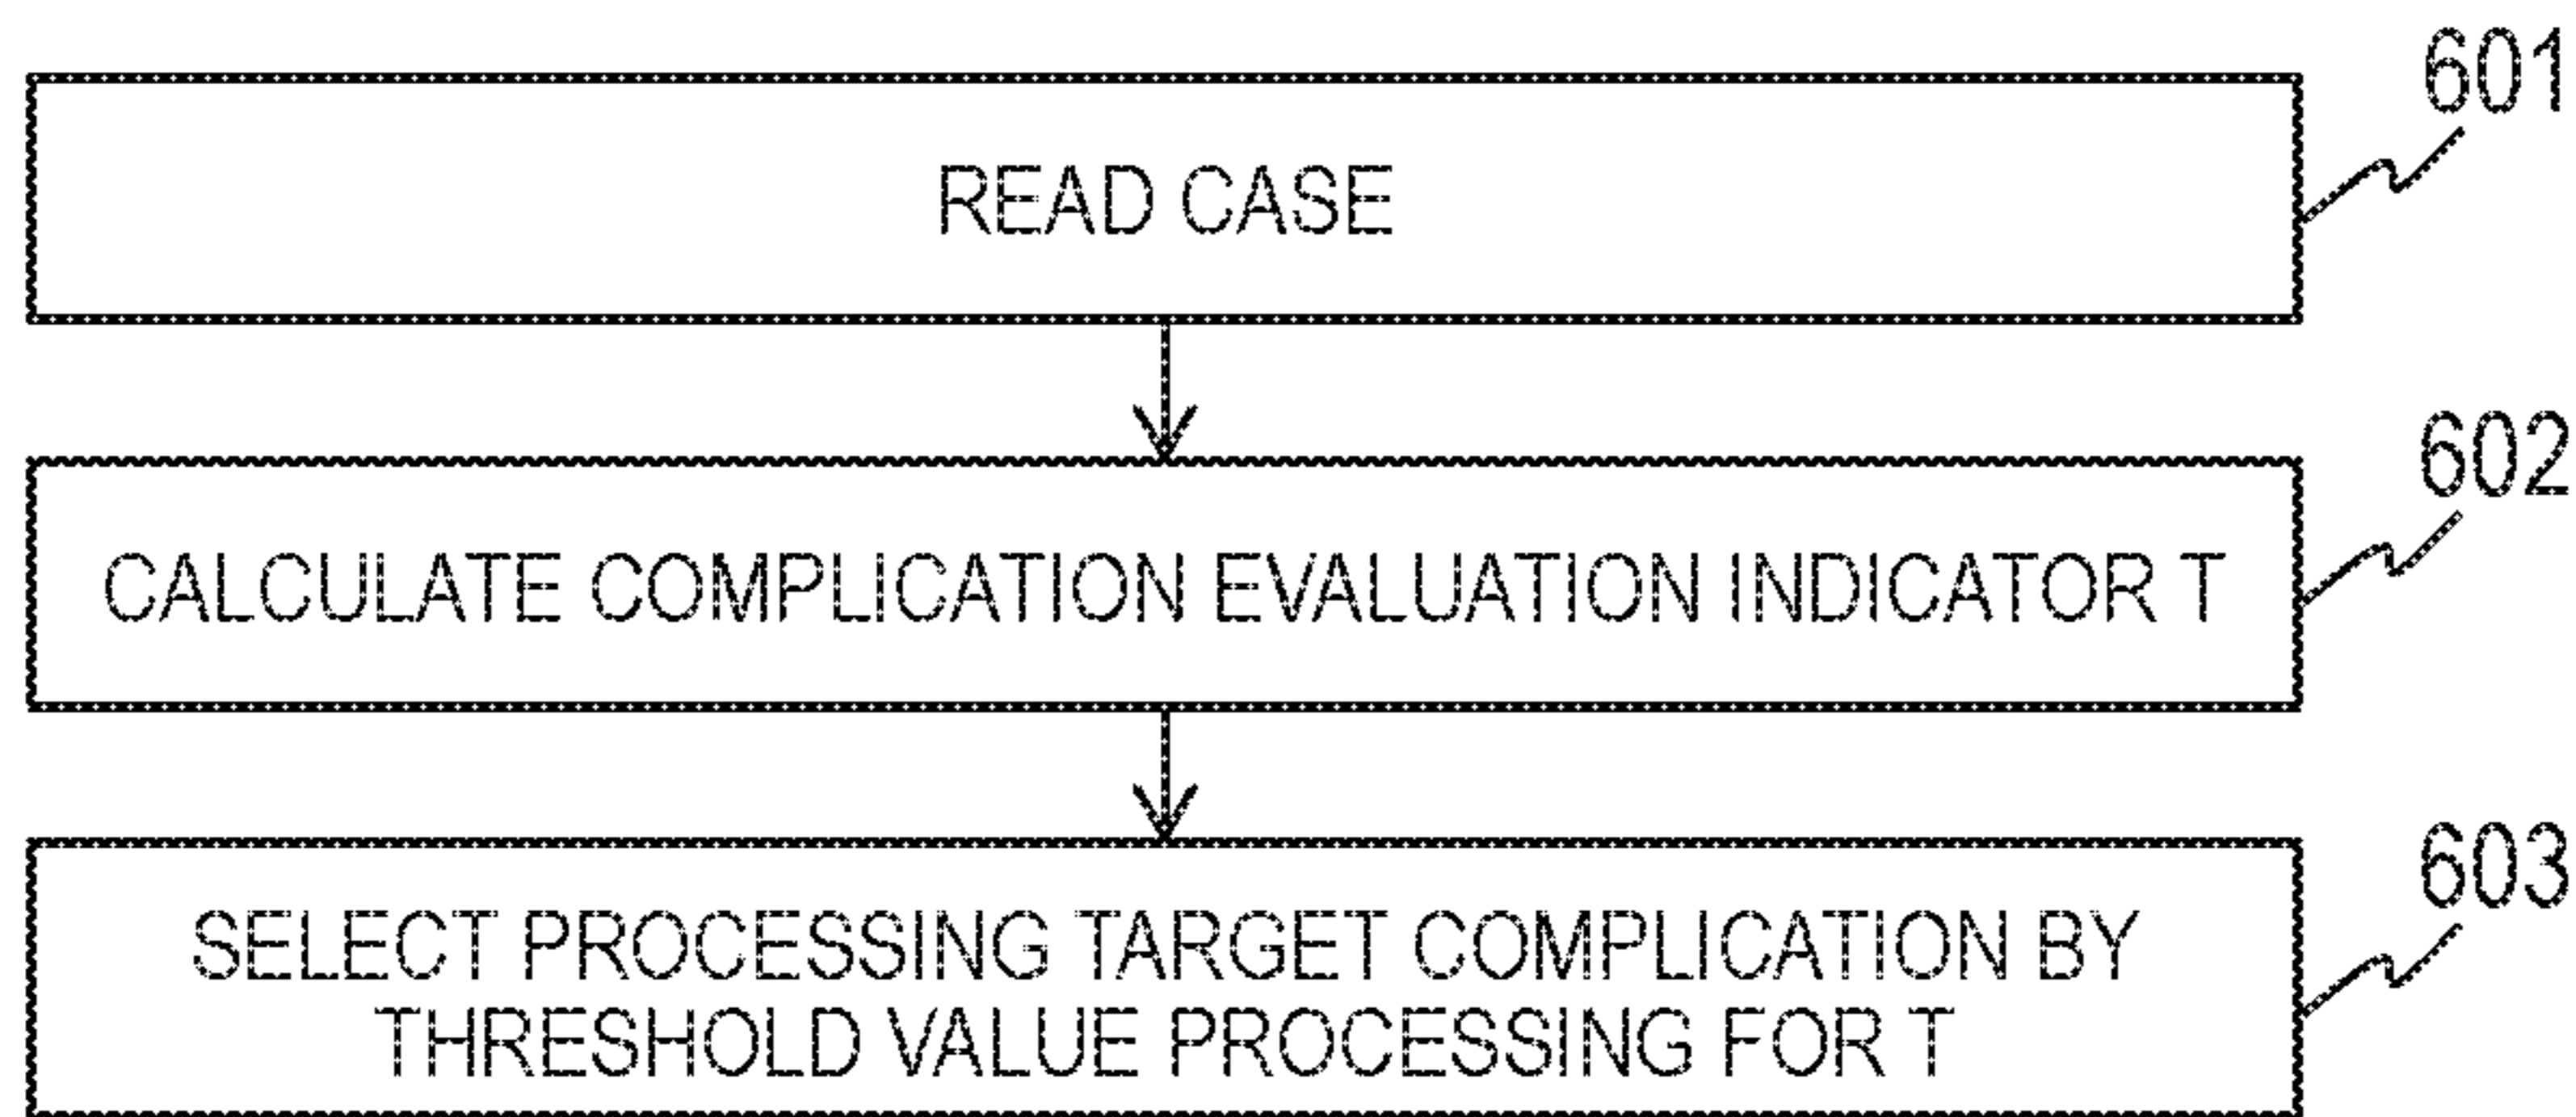 601
READ CASE
602
CALCULATE COMPLICATION EVALUATION INDICATOR T
603
SELECT PROCESSING TARGET COMPLICATION BY
THRESHOLD VALUE PROCESSING FOR T